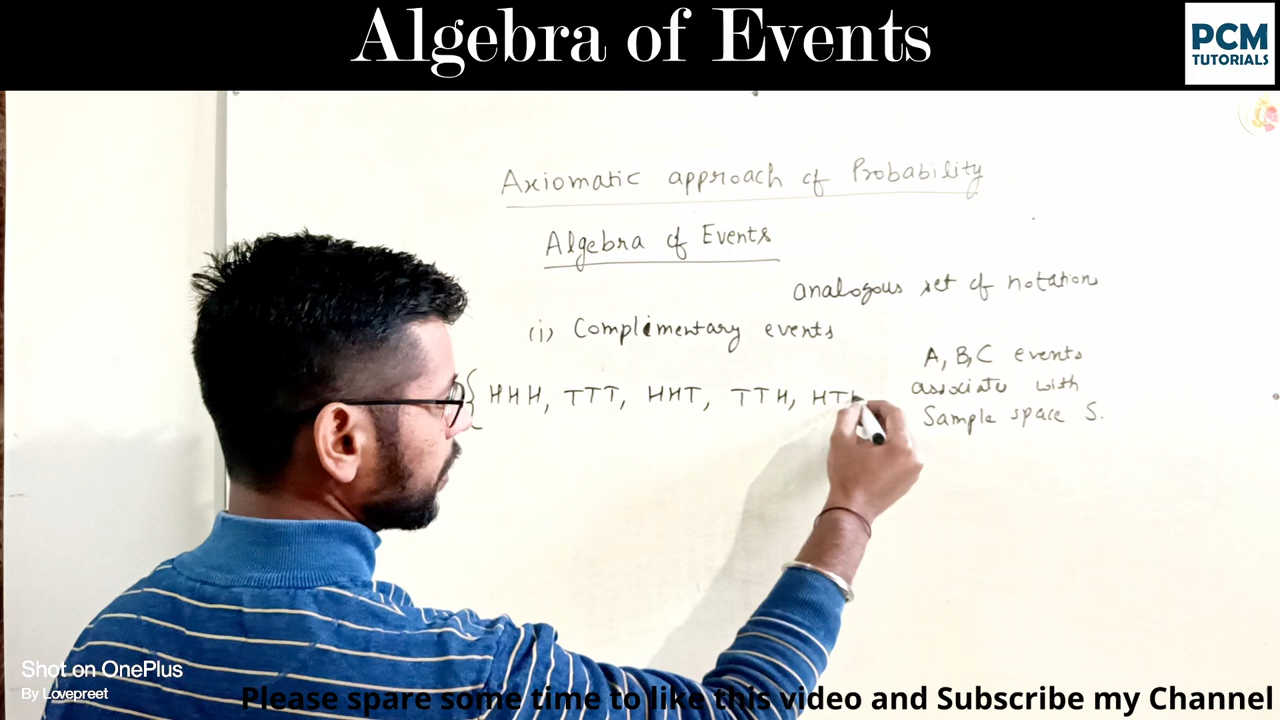 Algebra of Events
PCM
TUTORIALS
Axiomatic approach of Probability
Algebra of Events
analogous set of notation
(i) Complimentary events
A, B, C events
associate with
Sample space S.
{ HHH, TTT, HHT, TTH, HTH
Shot on OnePlus
By Lovepreet
Please spare some time to like this video and Subscribe my Channel